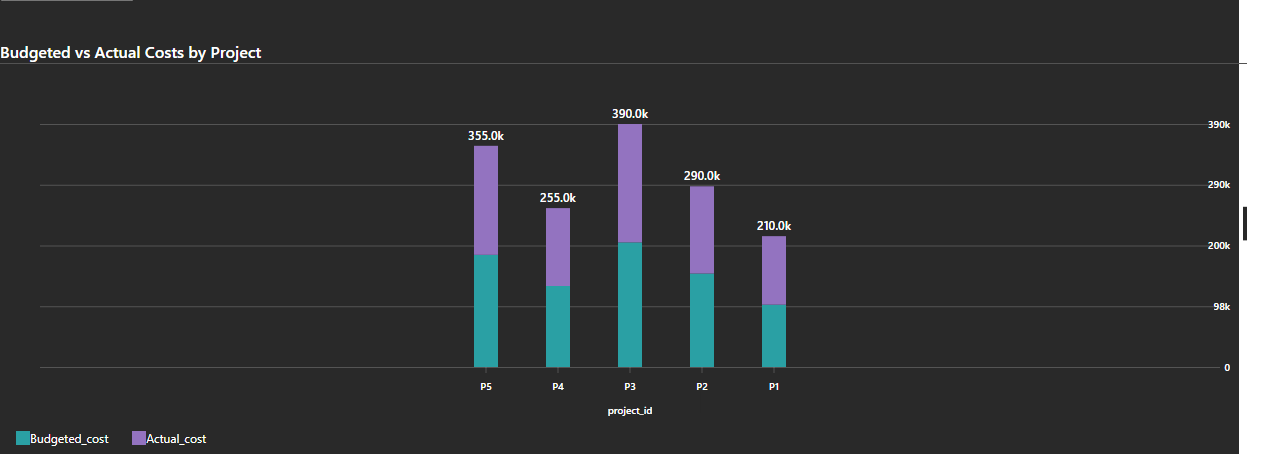 Budgeted vs Actual Costs by Project
390.0k
355.0k
290.0k
255.0k
210.0k
390k
290k
200k
98k
0
P5 P4 P3 P2 P1
project_id
Budgeted_cost Actual_cost